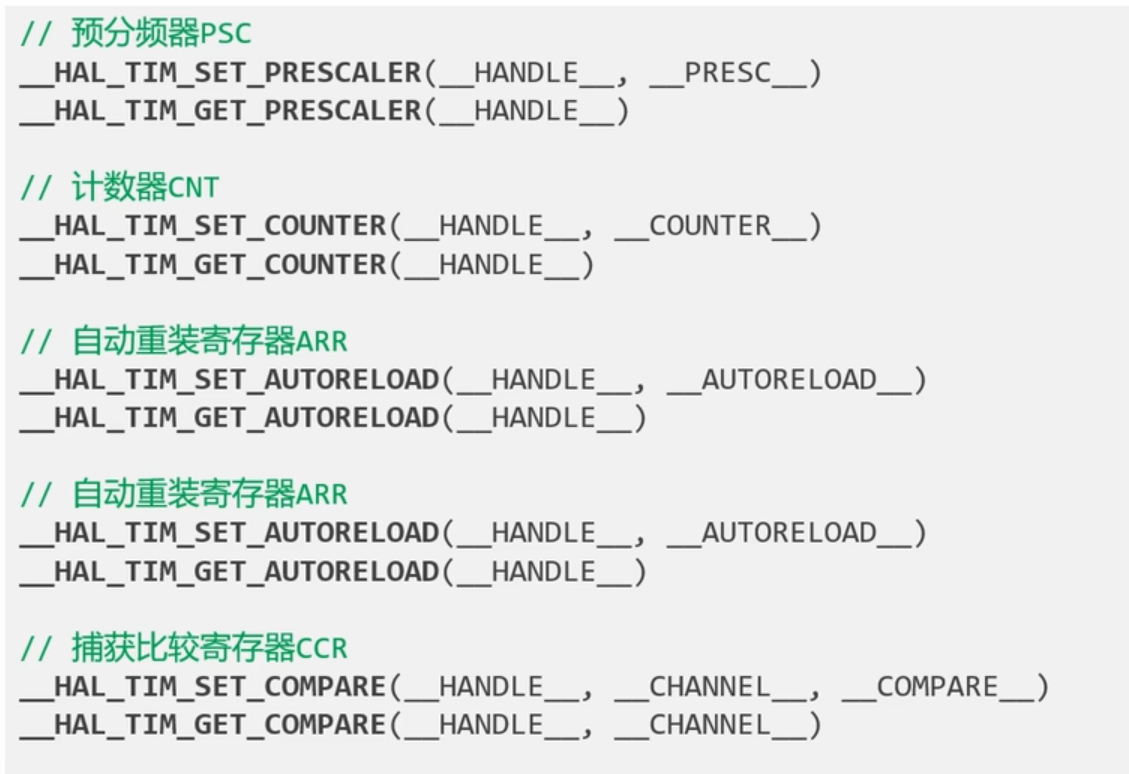 // 预分频器PSC
__HAL_TIM_SET_PRESCALER(__HANDLE__, __PRESC__)
__HAL_TIM_GET_PRESCALER(__HANDLE__)
// 计数器CNT
__HAL_TIM_SET_COUNTER(__HANDLE__, __COUNTER__)
__HAL_TIM_GET_COUNTER(__HANDLE__)
// 自动重装寄存器ARR
__HAL_TIM_SET_AUTORELOAD(__HANDLE__, __AUTORELOAD__)
__HAL_TIM_GET_AUTORELOAD(__HANDLE__)
// 自动重装寄存器ARR
__HAL_TIM_SET_AUTORELOAD(__HANDLE__, __AUTORELOAD__)
__HAL_TIM_GET_AUTORELOAD(__HANDLE__)
// 捕获比较寄存器CCR
__HAL_TIM_SET_COMPARE(__HANDLE__, __CHANNEL__, __COMPARE__)
__HAL_TIM_GET_COMPARE(__HANDLE__, __CHANNEL__)